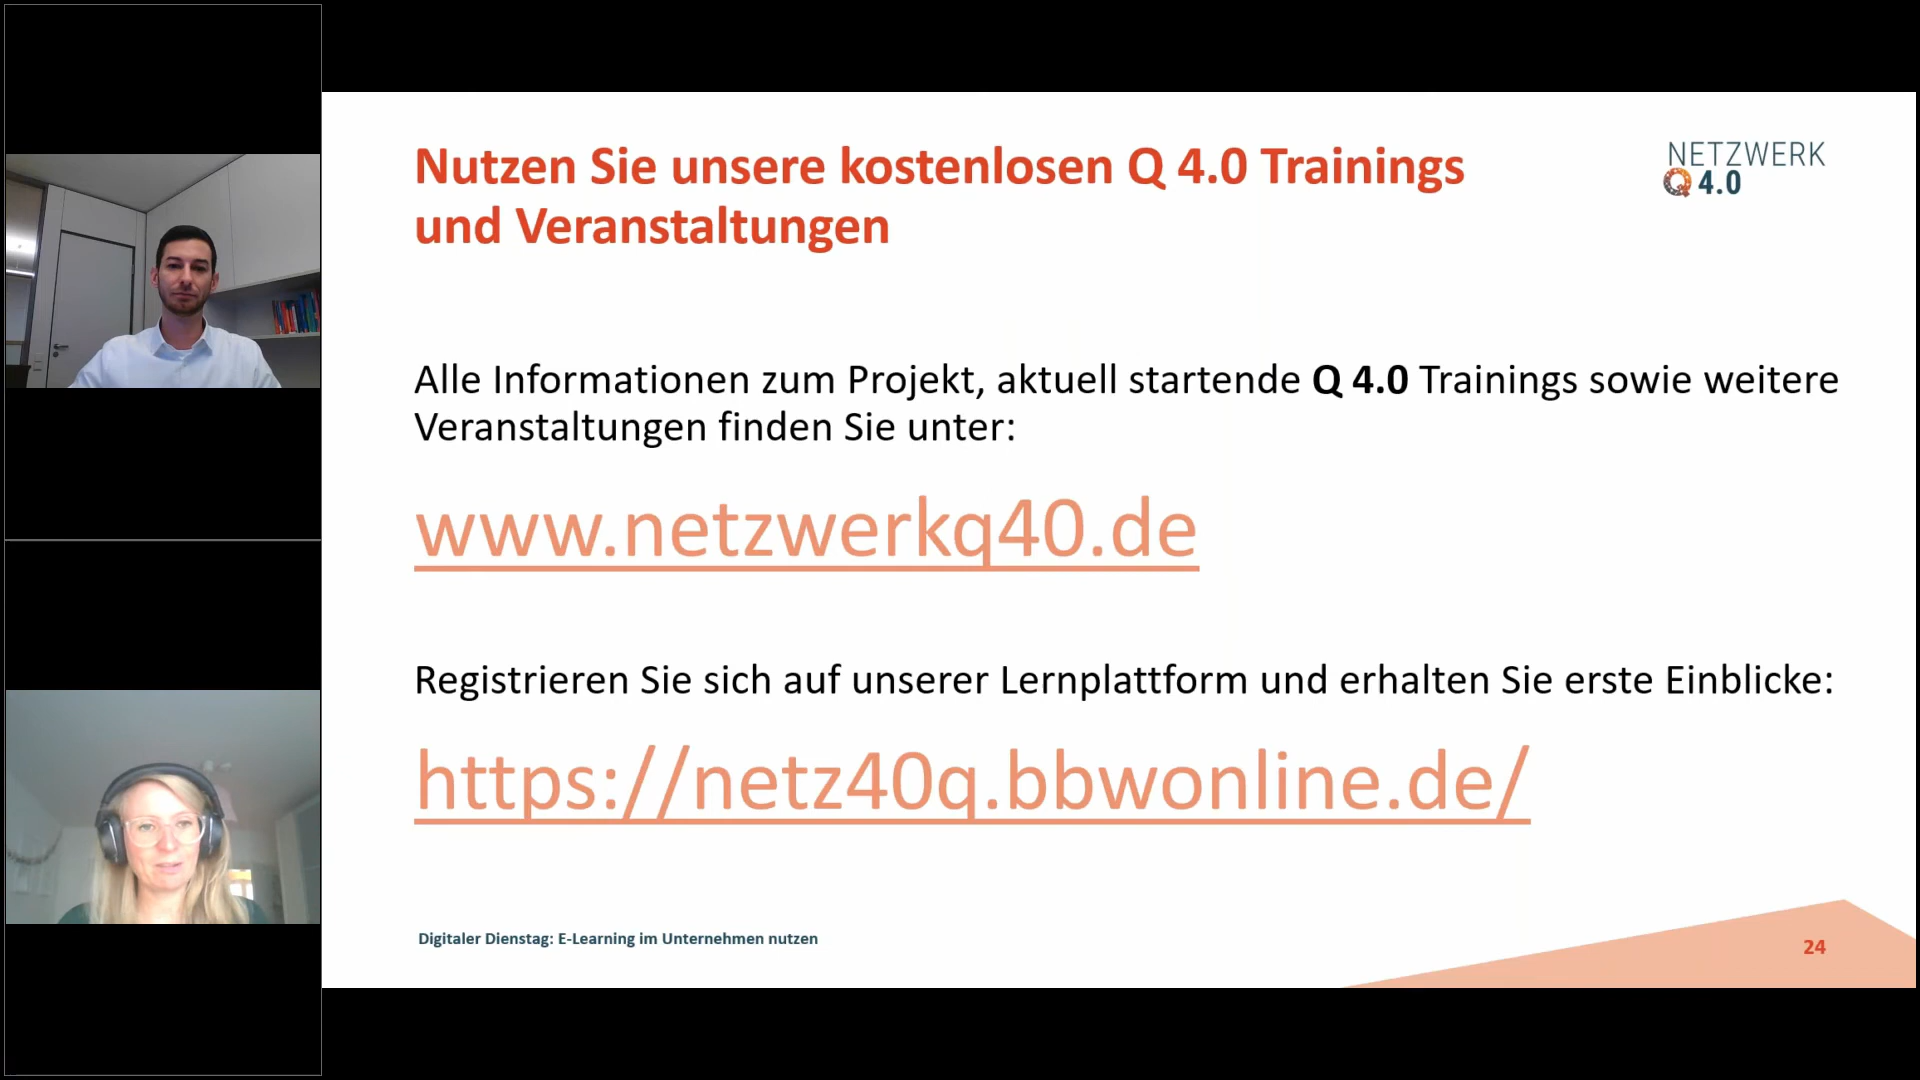 Nutzen Sie unsere kostenlosen Q 4.0 Trainings
und Veranstaltungen
NETZWERK
Q 4.0
Alle Informationen zum Projekt, aktuell startende Q 4.0 Trainings sowie weitere
Veranstaltungen finden Sie unter:
www.netzwerkq40.de
Registrieren Sie sich auf unserer Lernplattform und erhalten Sie erste Einblicke:
https://netz40q.bbwonline.de/
Digitaler Dienstag: E-Learning im Unternehmen nutzen
24